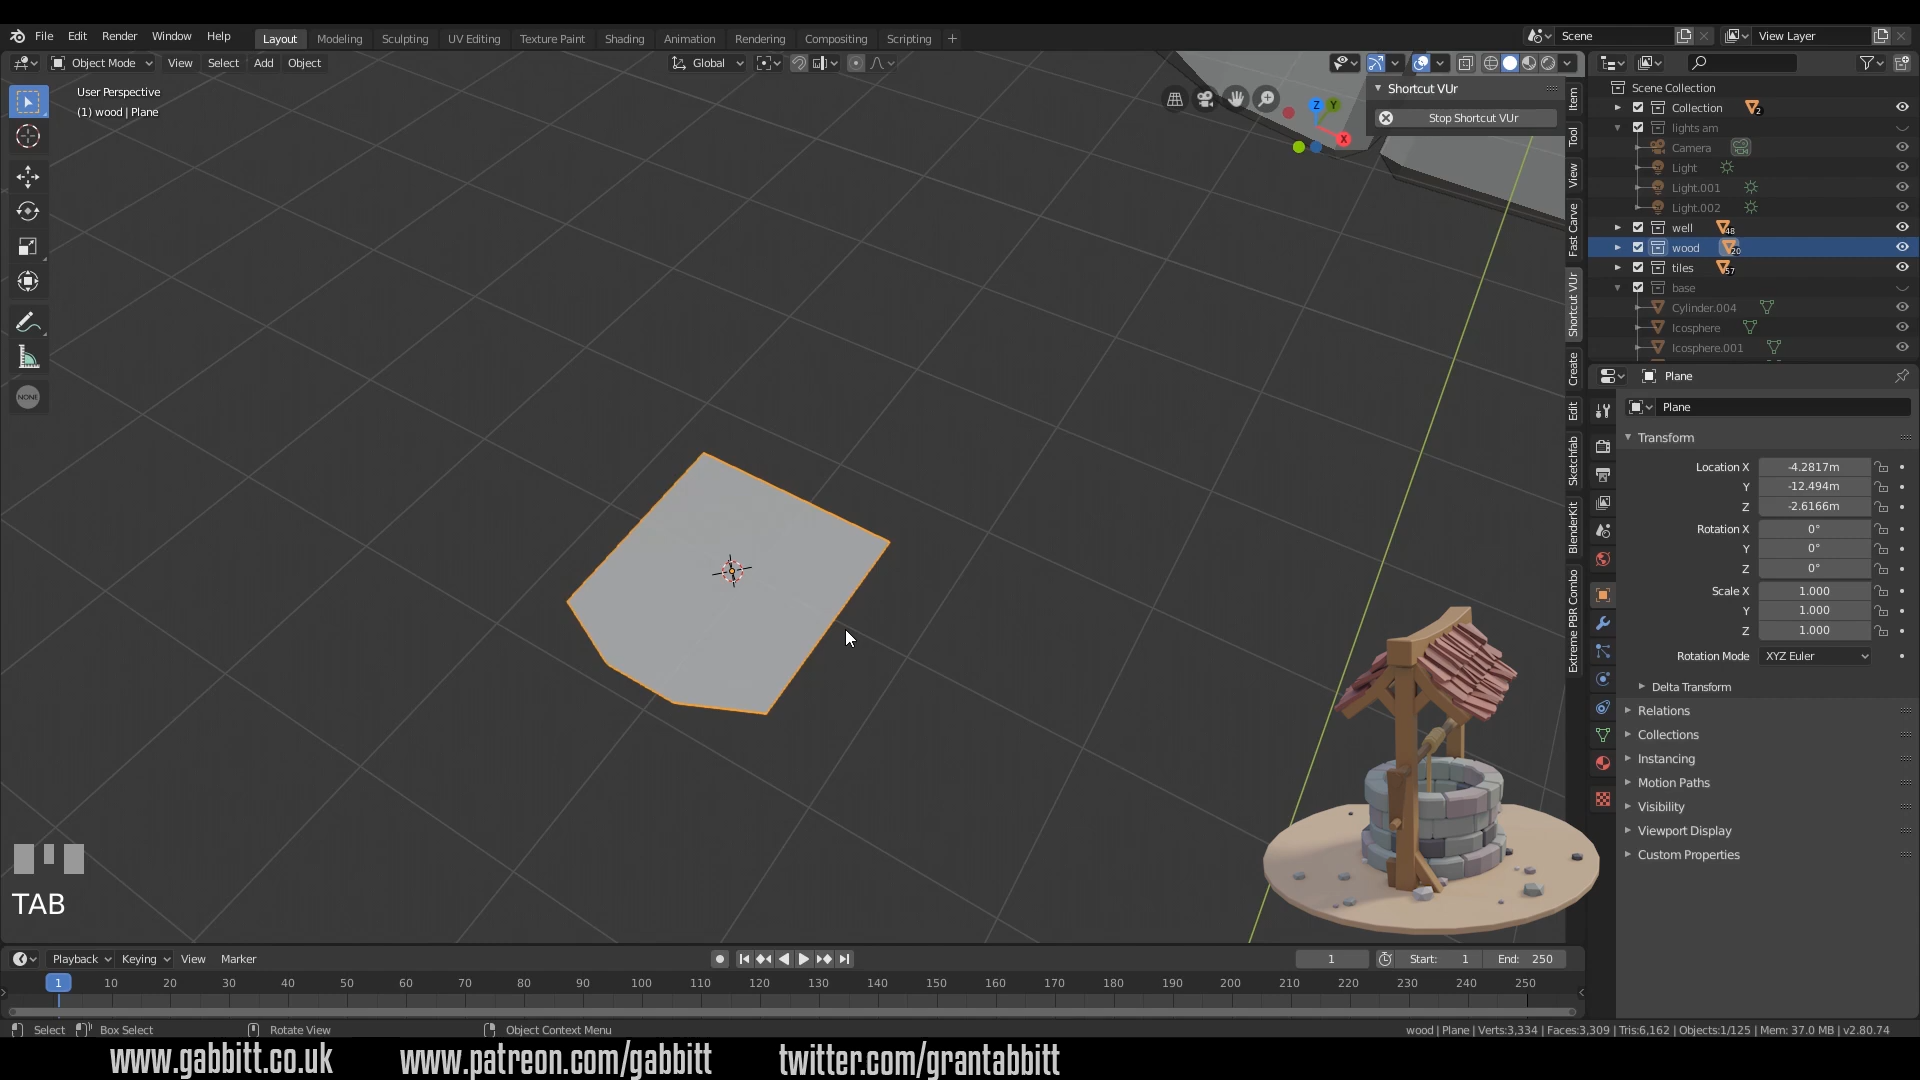 File Edit Render Window Help Layout Modeling Sculpting UV Editing Texture Paint Shading Animation Rendering Compositing Scripting + Scene View Layer
Object Mode View Select Add Object Global
User Perspective
(1) wood | Plane
Shortcut VUr
Stop Shortcut VUr
Z Y
X
Item
Tool
View
Fast Carve
Shortcut VUr
Create
Edit
Sketchfab
BlenderKit
Extreme PBR Combo
NONE
Scene Collection
Collection 2
lights am
Camera
Light
Light.001
Light.002
well 48
wood 20
tiles 57
base
Cylinder.004
Icosphere
Icosphere.001
Plane
Plane
Transform
Location X -4.2817m
Y -12.494m
Z -2.6166m
Rotation X 0°
Y 0°
Z 0°
Scale X 1.000
Y 1.000
Z 1.000
Rotation Mode XYZ Euler
Delta Transform
Relations
Collections
Instancing
Motion Paths
Visibility
Viewport Display
Custom Properties
TAB
Playback Keying View Marker 1 Start: 1 End: 250
1 10 20 30 40 50 60 70 80 90 100 110 120 130 140 150 160 170 180 190 200 210 220 230 240 250
Select Box Select Rotate View Object Context Menu wood | Plane | Verts:3,334 | Faces:3,309 | Tris:6,162 | Objects:1/125 | Mem: 37.0 MB | v2.80.74
www.gabbitt.co.uk www.patreon.com/gabbitt twitter.com/grantabbitt